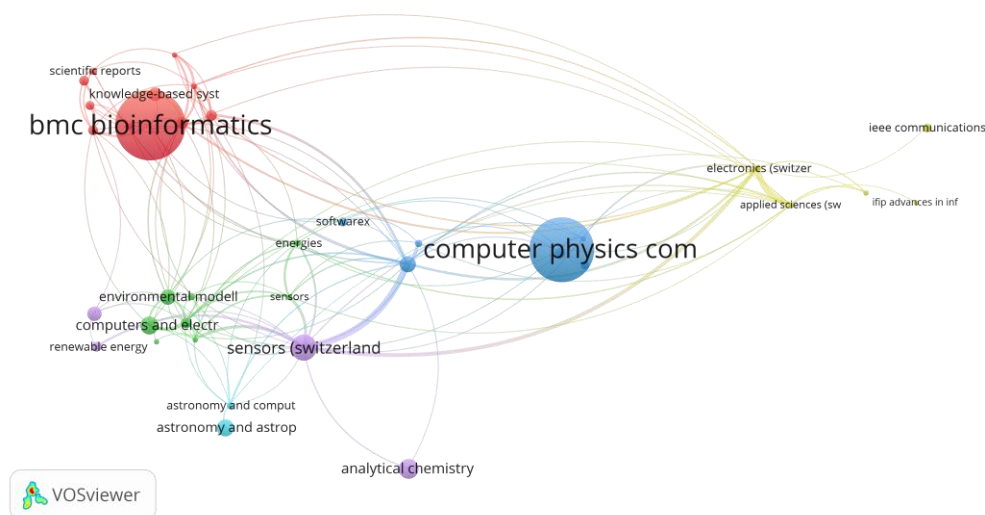 scientific reports
knowledge-based syst
bmc bioinformatics
ieee communications
electronics (switzer
applied sciences (sw
ifip advances in inf
softwarex
energies
computer physics com
environmental modell
sensors
computers and electr
renewable energy
sensors (switzerland
astronomy and comput
astronomy and astrop
analytical chemistry
VOSviewer